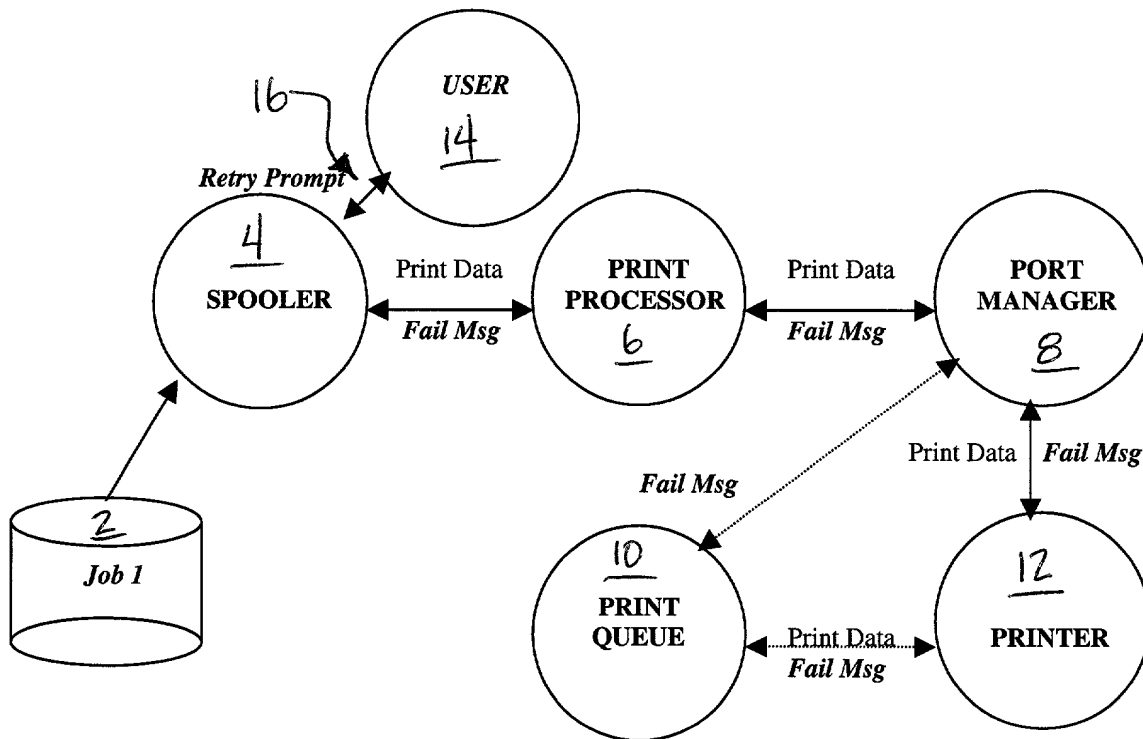 USER
16
14
Retry Prompt
4
SPOOLER
Print Data
Fail Msg
PRINT
PROCESSOR
6
Print Data
Fail Msg
PORT
MANAGER
8
Print Data
Fail Msg
Fail Msg
2
Job 1
10
PRINT
QUEUE
Print Data
Fail Msg
12
PRINTER